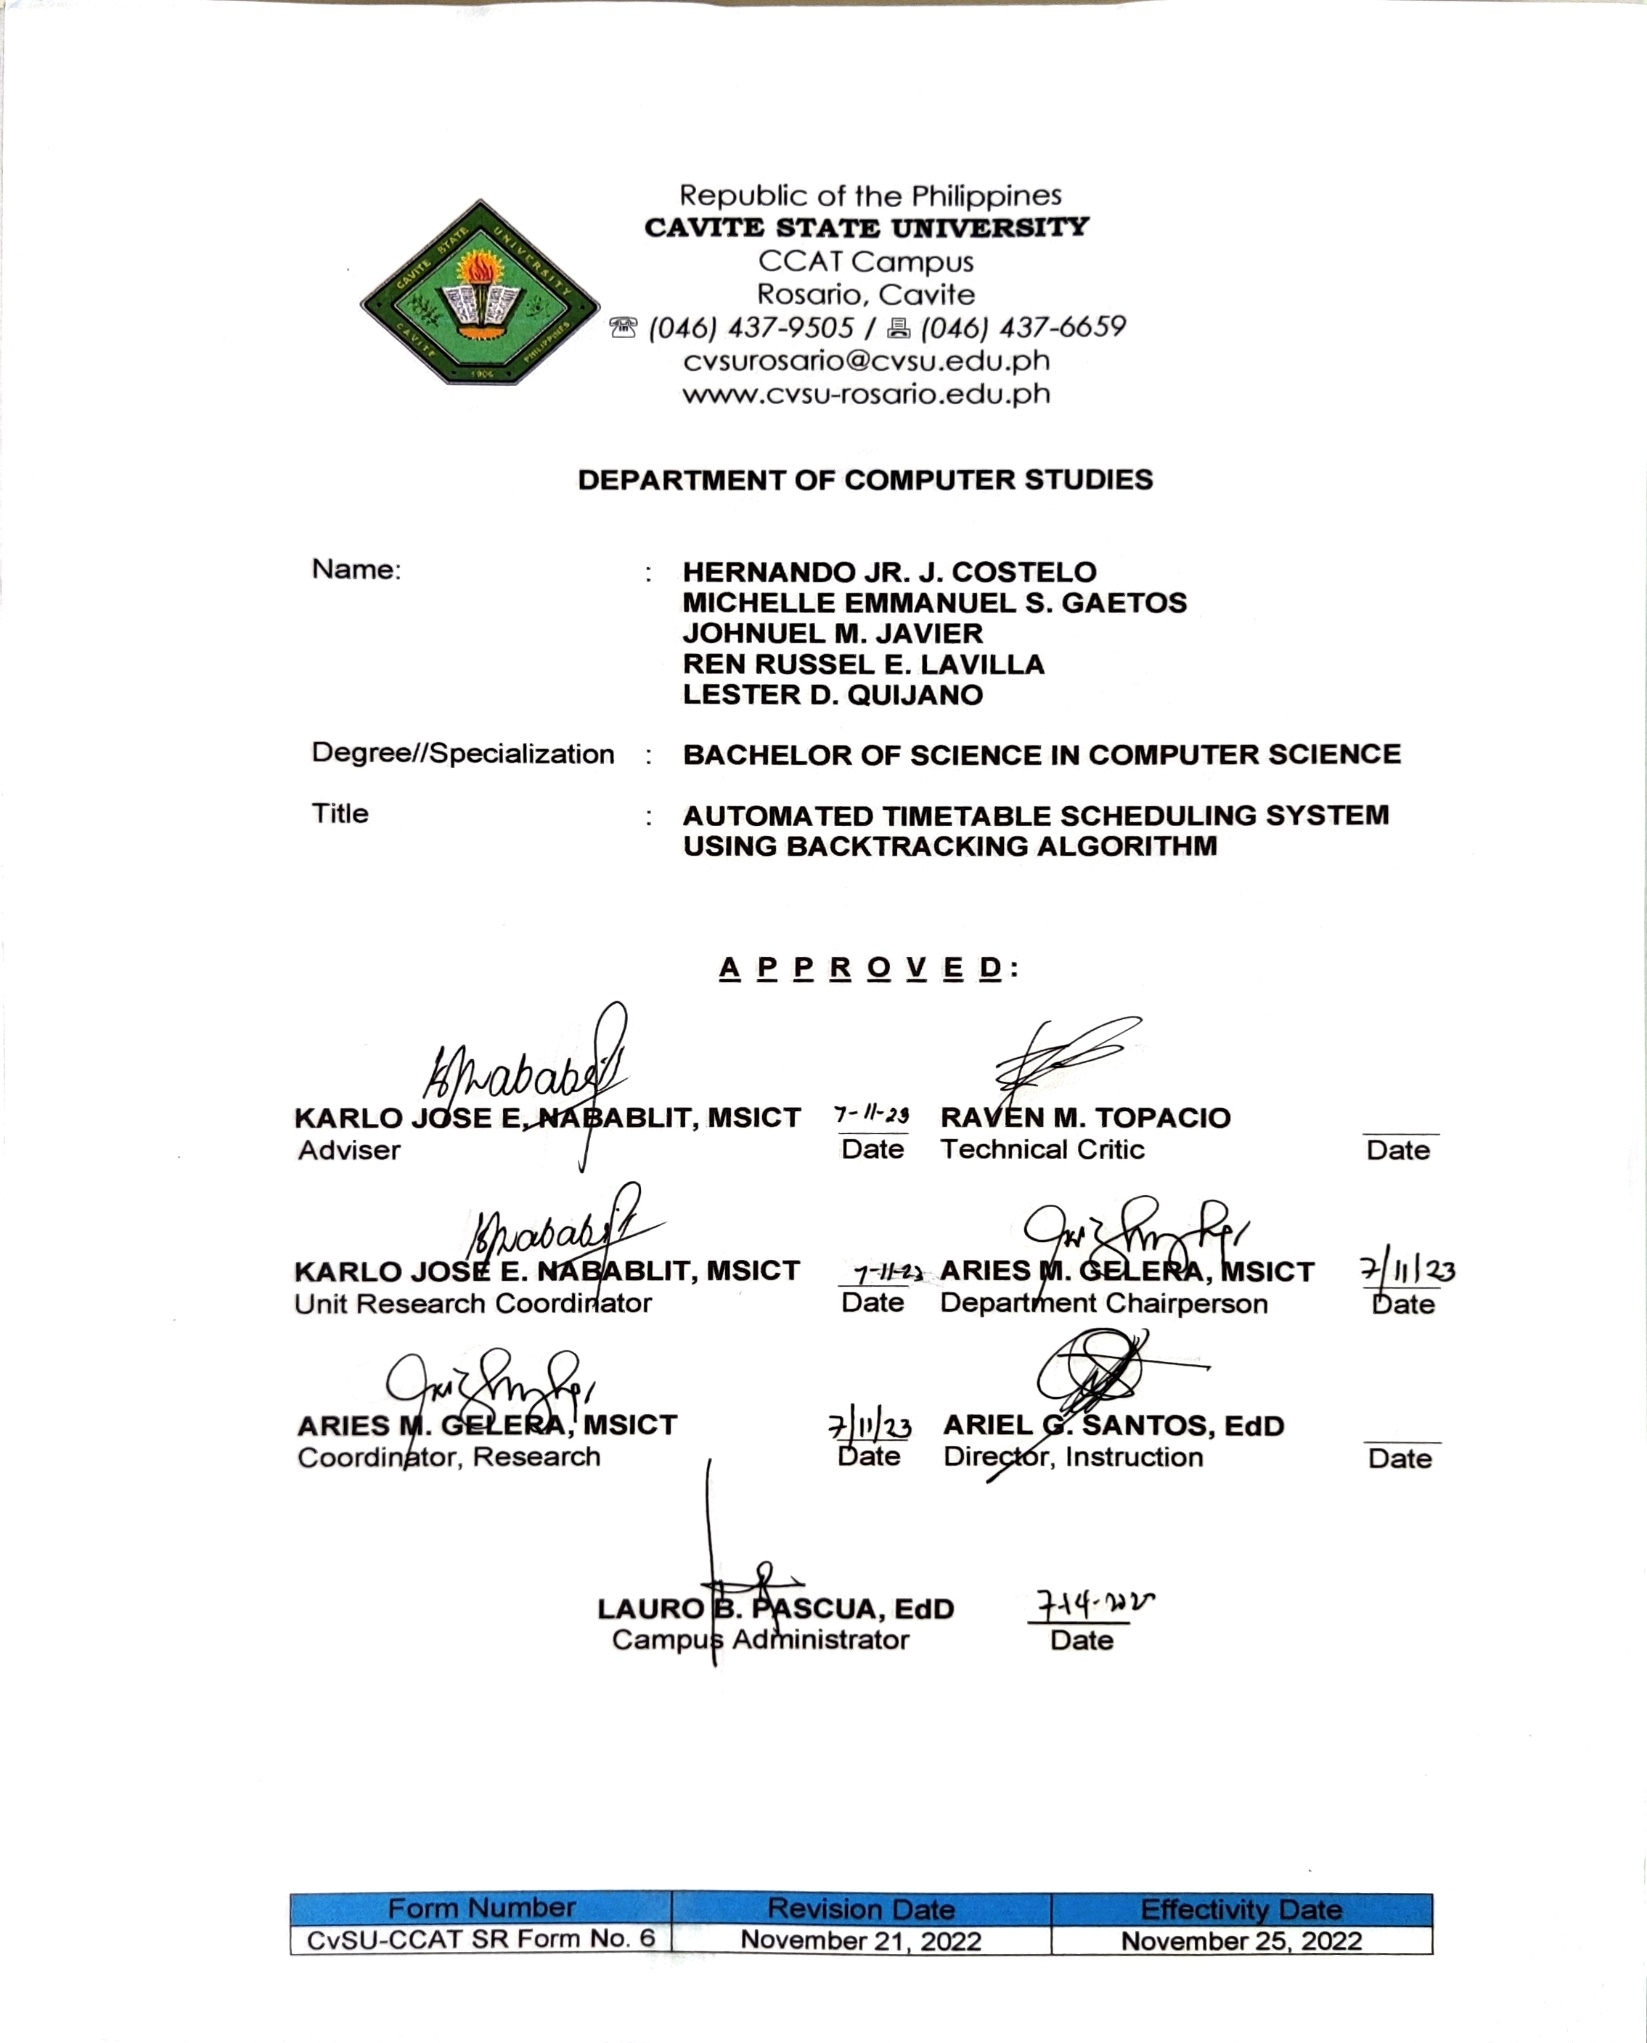 Republic of the Philippines
CAVITE STATE UNIVERSITY
CCAT Campus
Rosario, Cavite
☏ (046) 437-9505 / 🖷 (046) 437-6659
cvsurosario@cvsu.edu.ph
www.cvsu-rosario.edu.ph
CAVITE STATE UNIVERSITY
CAVITE 1906 PHILIPPINES
DEPARTMENT OF COMPUTER STUDIES
Name: : HERNANDO JR. J. COSTELO
MICHELLE EMMANUEL S. GAETOS
JOHNUEL M. JAVIER
REN RUSSEL E. LAVILLA
LESTER D. QUIJANO
Degree//Specialization : BACHELOR OF SCIENCE IN COMPUTER SCIENCE
Title : AUTOMATED TIMETABLE SCHEDULING SYSTEM
USING BACKTRACKING ALGORITHM
A P P R O V E D :
KARLO JOSE E. NABABLIT, MSICT 7-11-23 RAVEN M. TOPACIO
Adviser Date Technical Critic Date
KARLO JOSE E. NABABLIT, MSICT 7-11-23 ARIES M. GELERA, MSICT 7/11/23
Unit Research Coordinator Date Department Chairperson Date
ARIES M. GELERA, MSICT 7/11/23 ARIEL G. SANTOS, EdD
Coordinator, Research Date Director, Instruction Date
LAURO B. PASCUA, EdD
Campus Administrator Date
Form Number Revision Date Effectivity Date
CvSU-CCAT SR Form No. 6 November 21, 2022 November 25, 2022